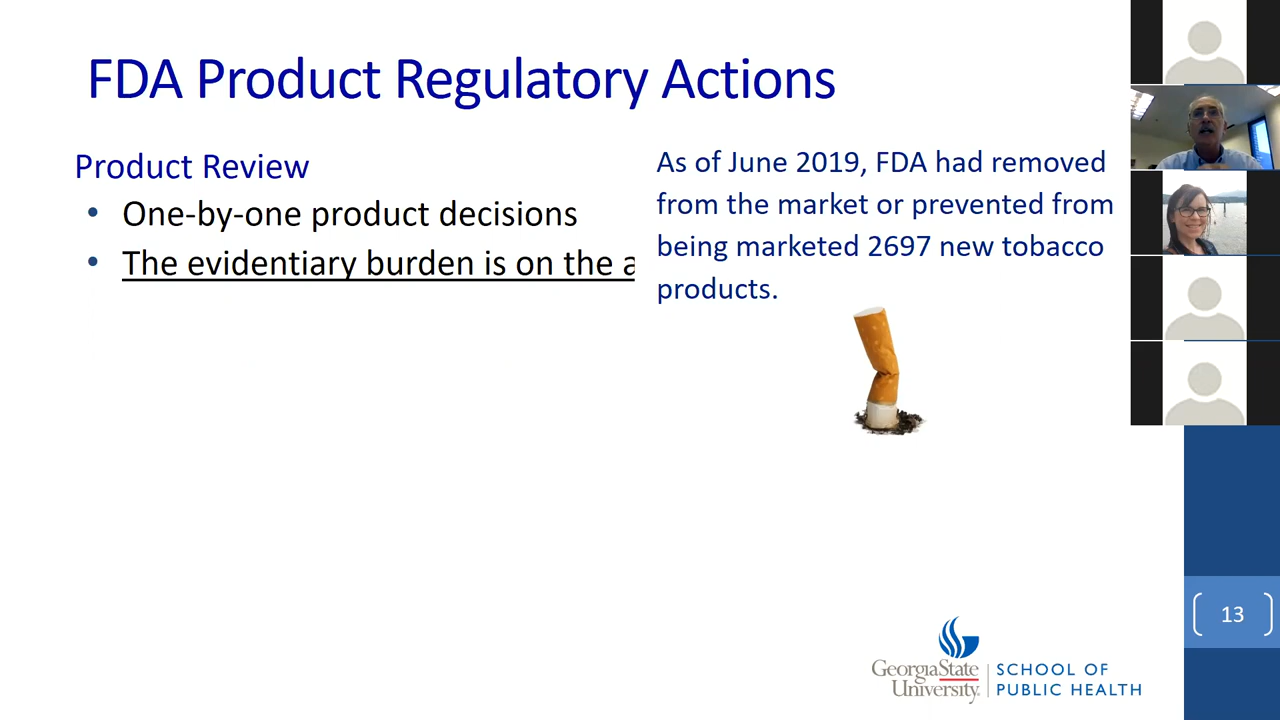 FDA Product Regulatory Actions
Product Review
• One-by-one product decisions
• The evidentiary burden is on the a
As of June 2019, FDA had removed
from the market or prevented from
being marketed 2697 new tobacco
products.
13
GeorgiaState
University.
SCHOOL OF
PUBLIC HEALTH